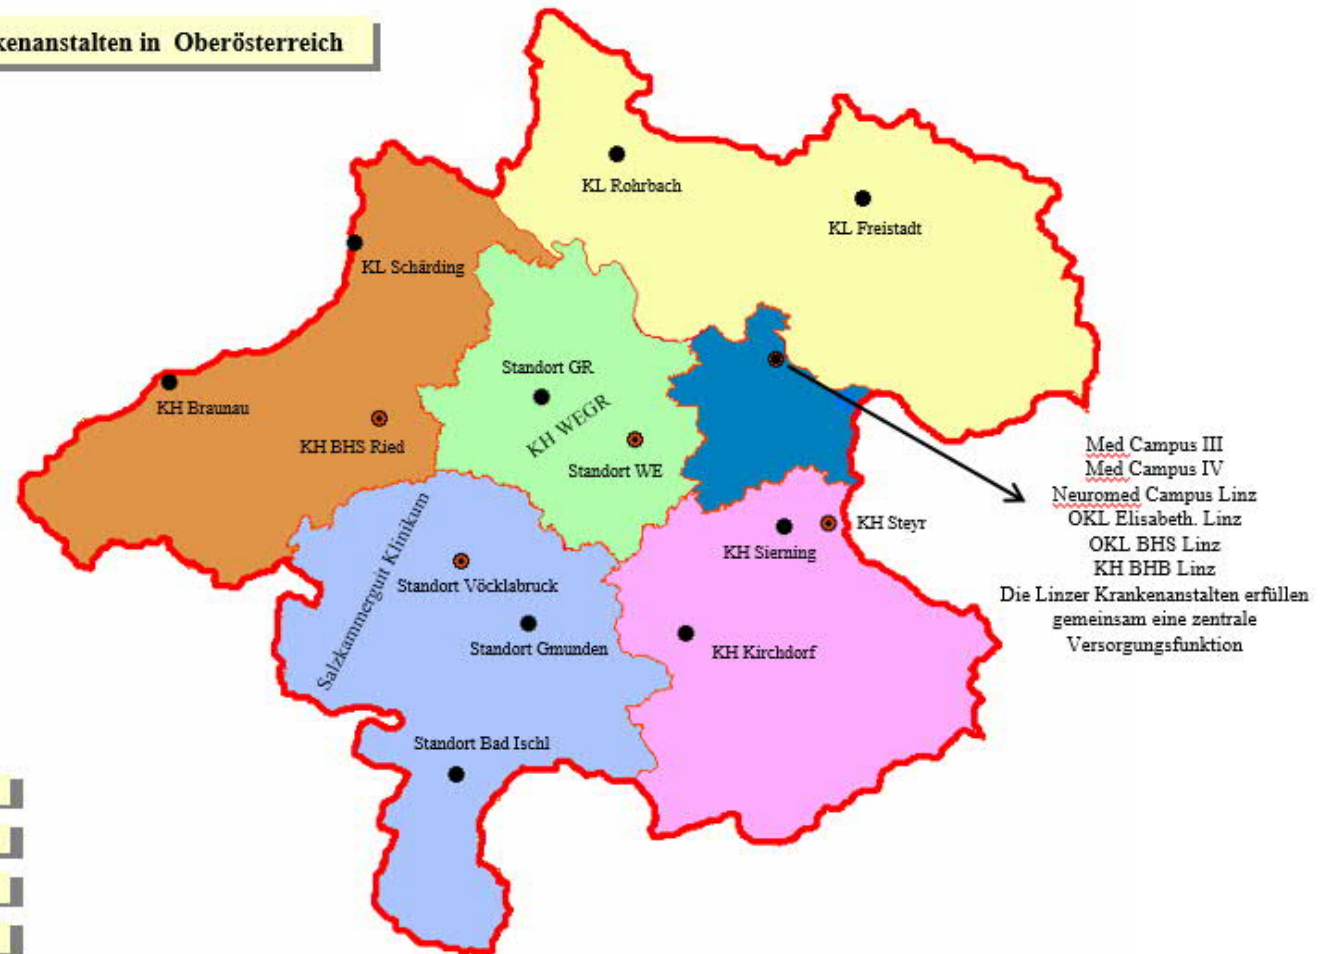 kenanstalten in Oberösterreich
KL Rohrbach
KL Freistadt
KL Schärding
Standort GR
KH Braunau
KH WEGR
KH BHS Ried
Standort WE
Med Campus III
Med Campus IV
Neuromed Campus Linz
OKL Elisabeth. Linz
OKL BHS Linz
KH BHB Linz
Die Linzer Krankenanstalten erfüllen
gemeinsam eine zentrale
Versorgungsfunktion
KH Steyr
KH Sierning
Salzkammergut Klinikum
Standort Vöcklabruck
Standort Gmunden
KH Kirchdorf
Standort Bad Ischl